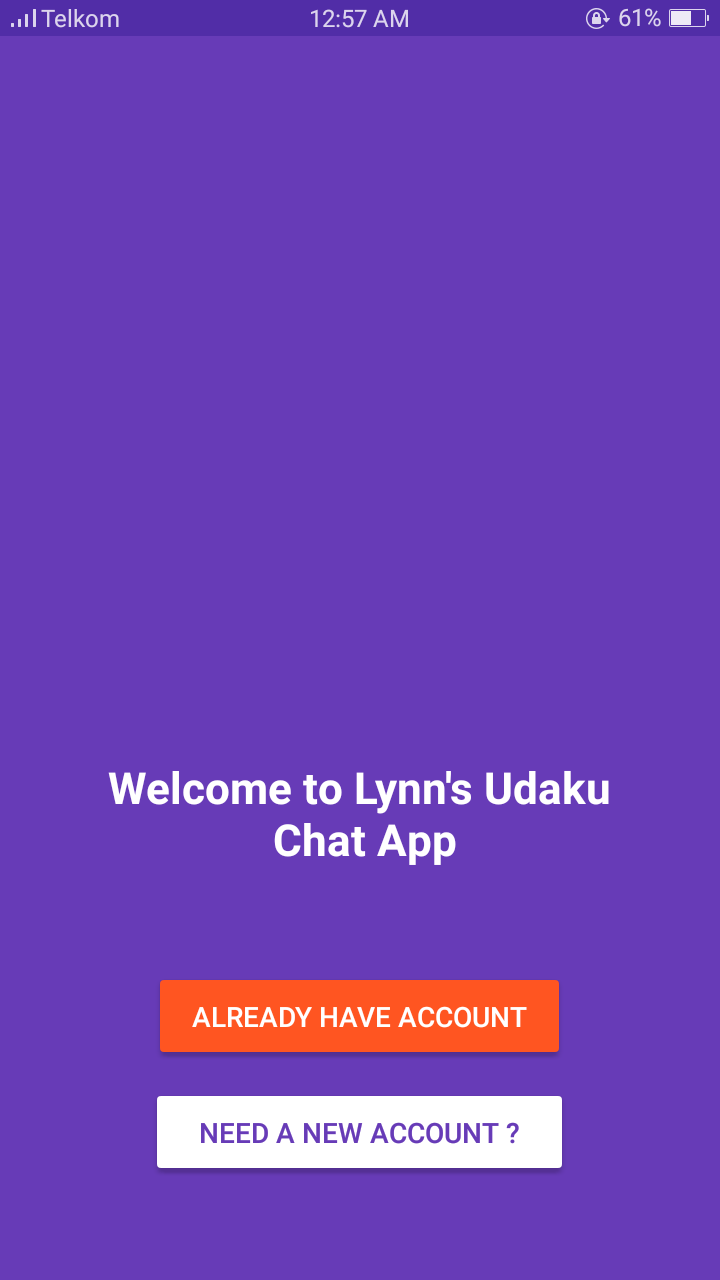 Telkom 12:57 AM 61%
Welcome to Lynn's Udaku
Chat App
ALREADY HAVE ACCOUNT
NEED A NEW ACCOUNT ?